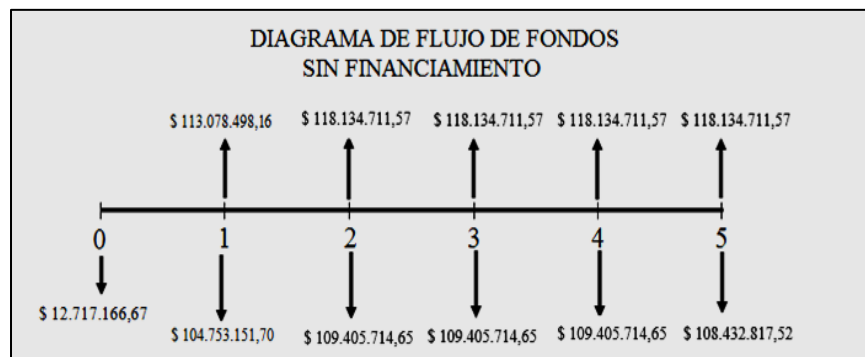 DIAGRAMA DE FLUJO DE FONDOS
SIN FINANCIAMIENTO
$ 113.078.498,16 $ 118.134.711,57 $ 118.134.711,57 $ 118.134.711,57 $ 118.134.711,57
0 1 2 3 4 5
$ 12.717.166,67
$ 104.753.151,70 $ 109.405.714,65 $ 109.405.714,65 $ 109.405.714,65 $ 108.432.817,52